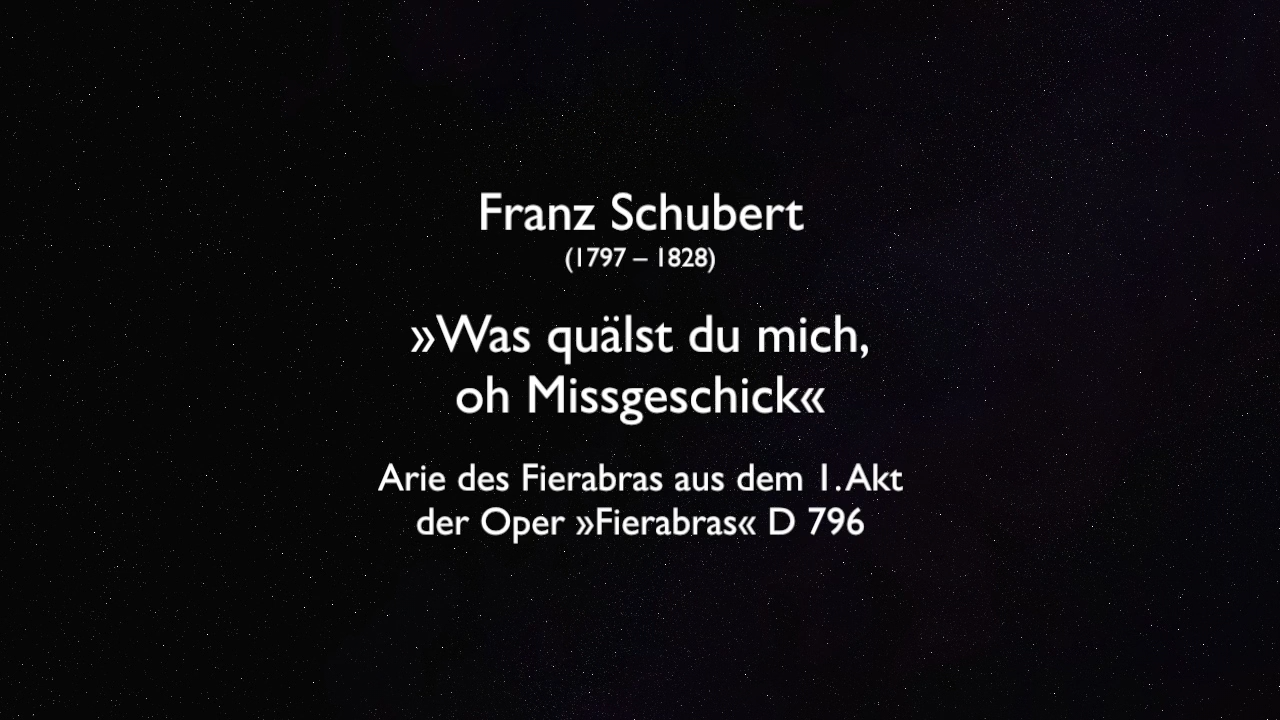 Franz Schubert
(1797 – 1828)
»Was quälst du mich,
oh Missgeschick«
Arie des Fierabras aus dem 1. Akt
der Oper »Fierabras« D 796